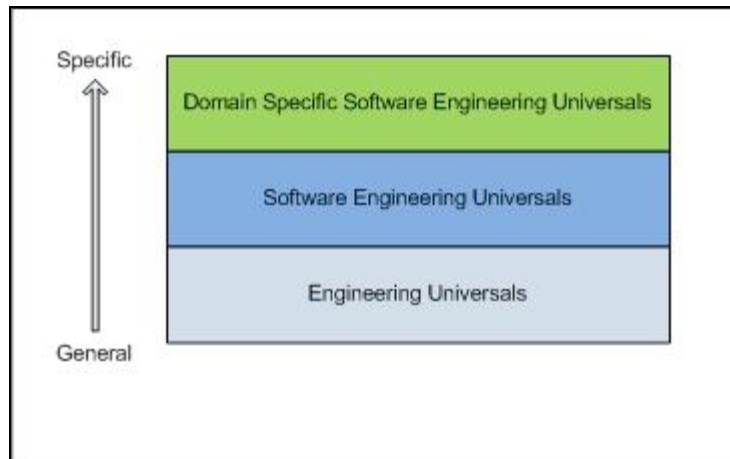 Specific
Domain Specific Software Engineering Universals
Software Engineering Universals
Engineering Universals
General